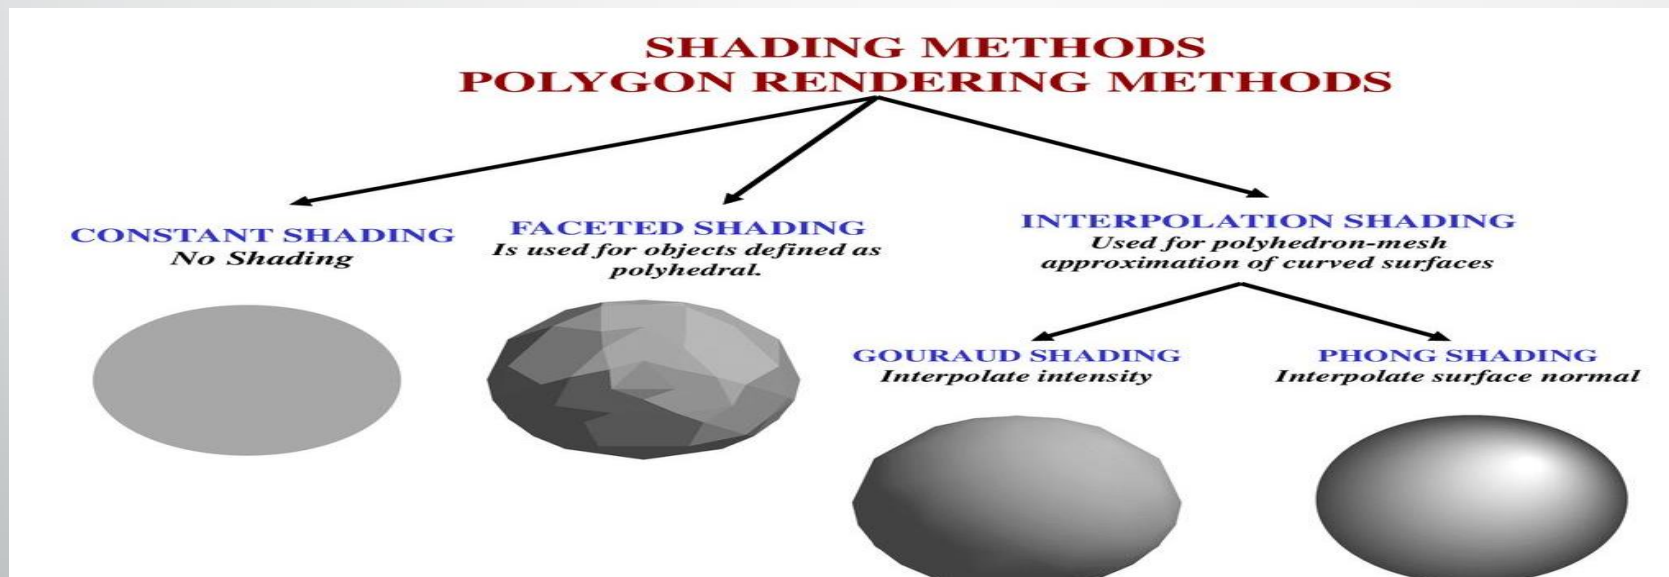 SHADING METHODS
POLYGON RENDERING METHODS
CONSTANT SHADING
No Shading
FACETED SHADING
Is used for objects defined as
polyhedral.
INTERPOLATION SHADING
Used for polyhedron-mesh
approximation of curved surfaces
GOURAUD SHADING
Interpolate intensity
PHONG SHADING
Interpolate surface normal